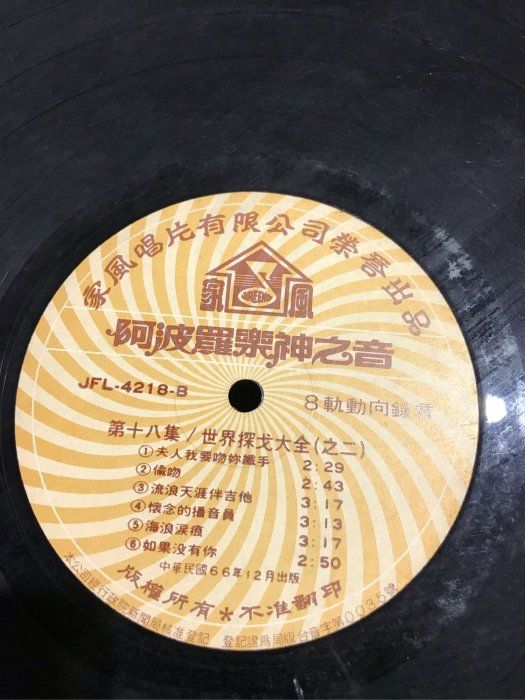 家風唱片有限公司榮譽出品
家風
阿波羅樂神之音
JFL-4218-B
8軌動向錄音
第十八集/世界探戈大全(之二)
①夫人我要吻妳纖手 2:29
②偷吻 2:43
③流浪天涯伴吉他 3:17
④懷念的播音員 3:13
⑤海浪淚痕 3:17
⑥如果没有你 2:50
中華民國66年12月出版
版權所有*不准翻印
本公司經行政院新聞局核准登記 登記證為局版台音字第0035號